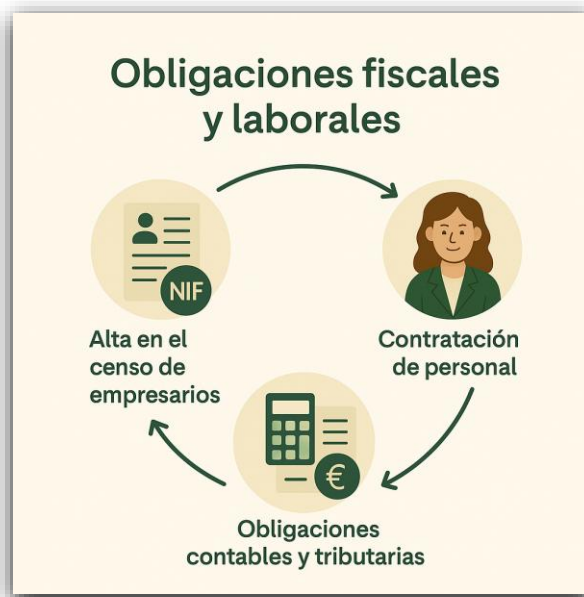 Obligaciones fiscales
y laborales
NIF
Alta en el
censo de
empresarios
Contratación
de personal
€
Obligaciones
contables y tributarias